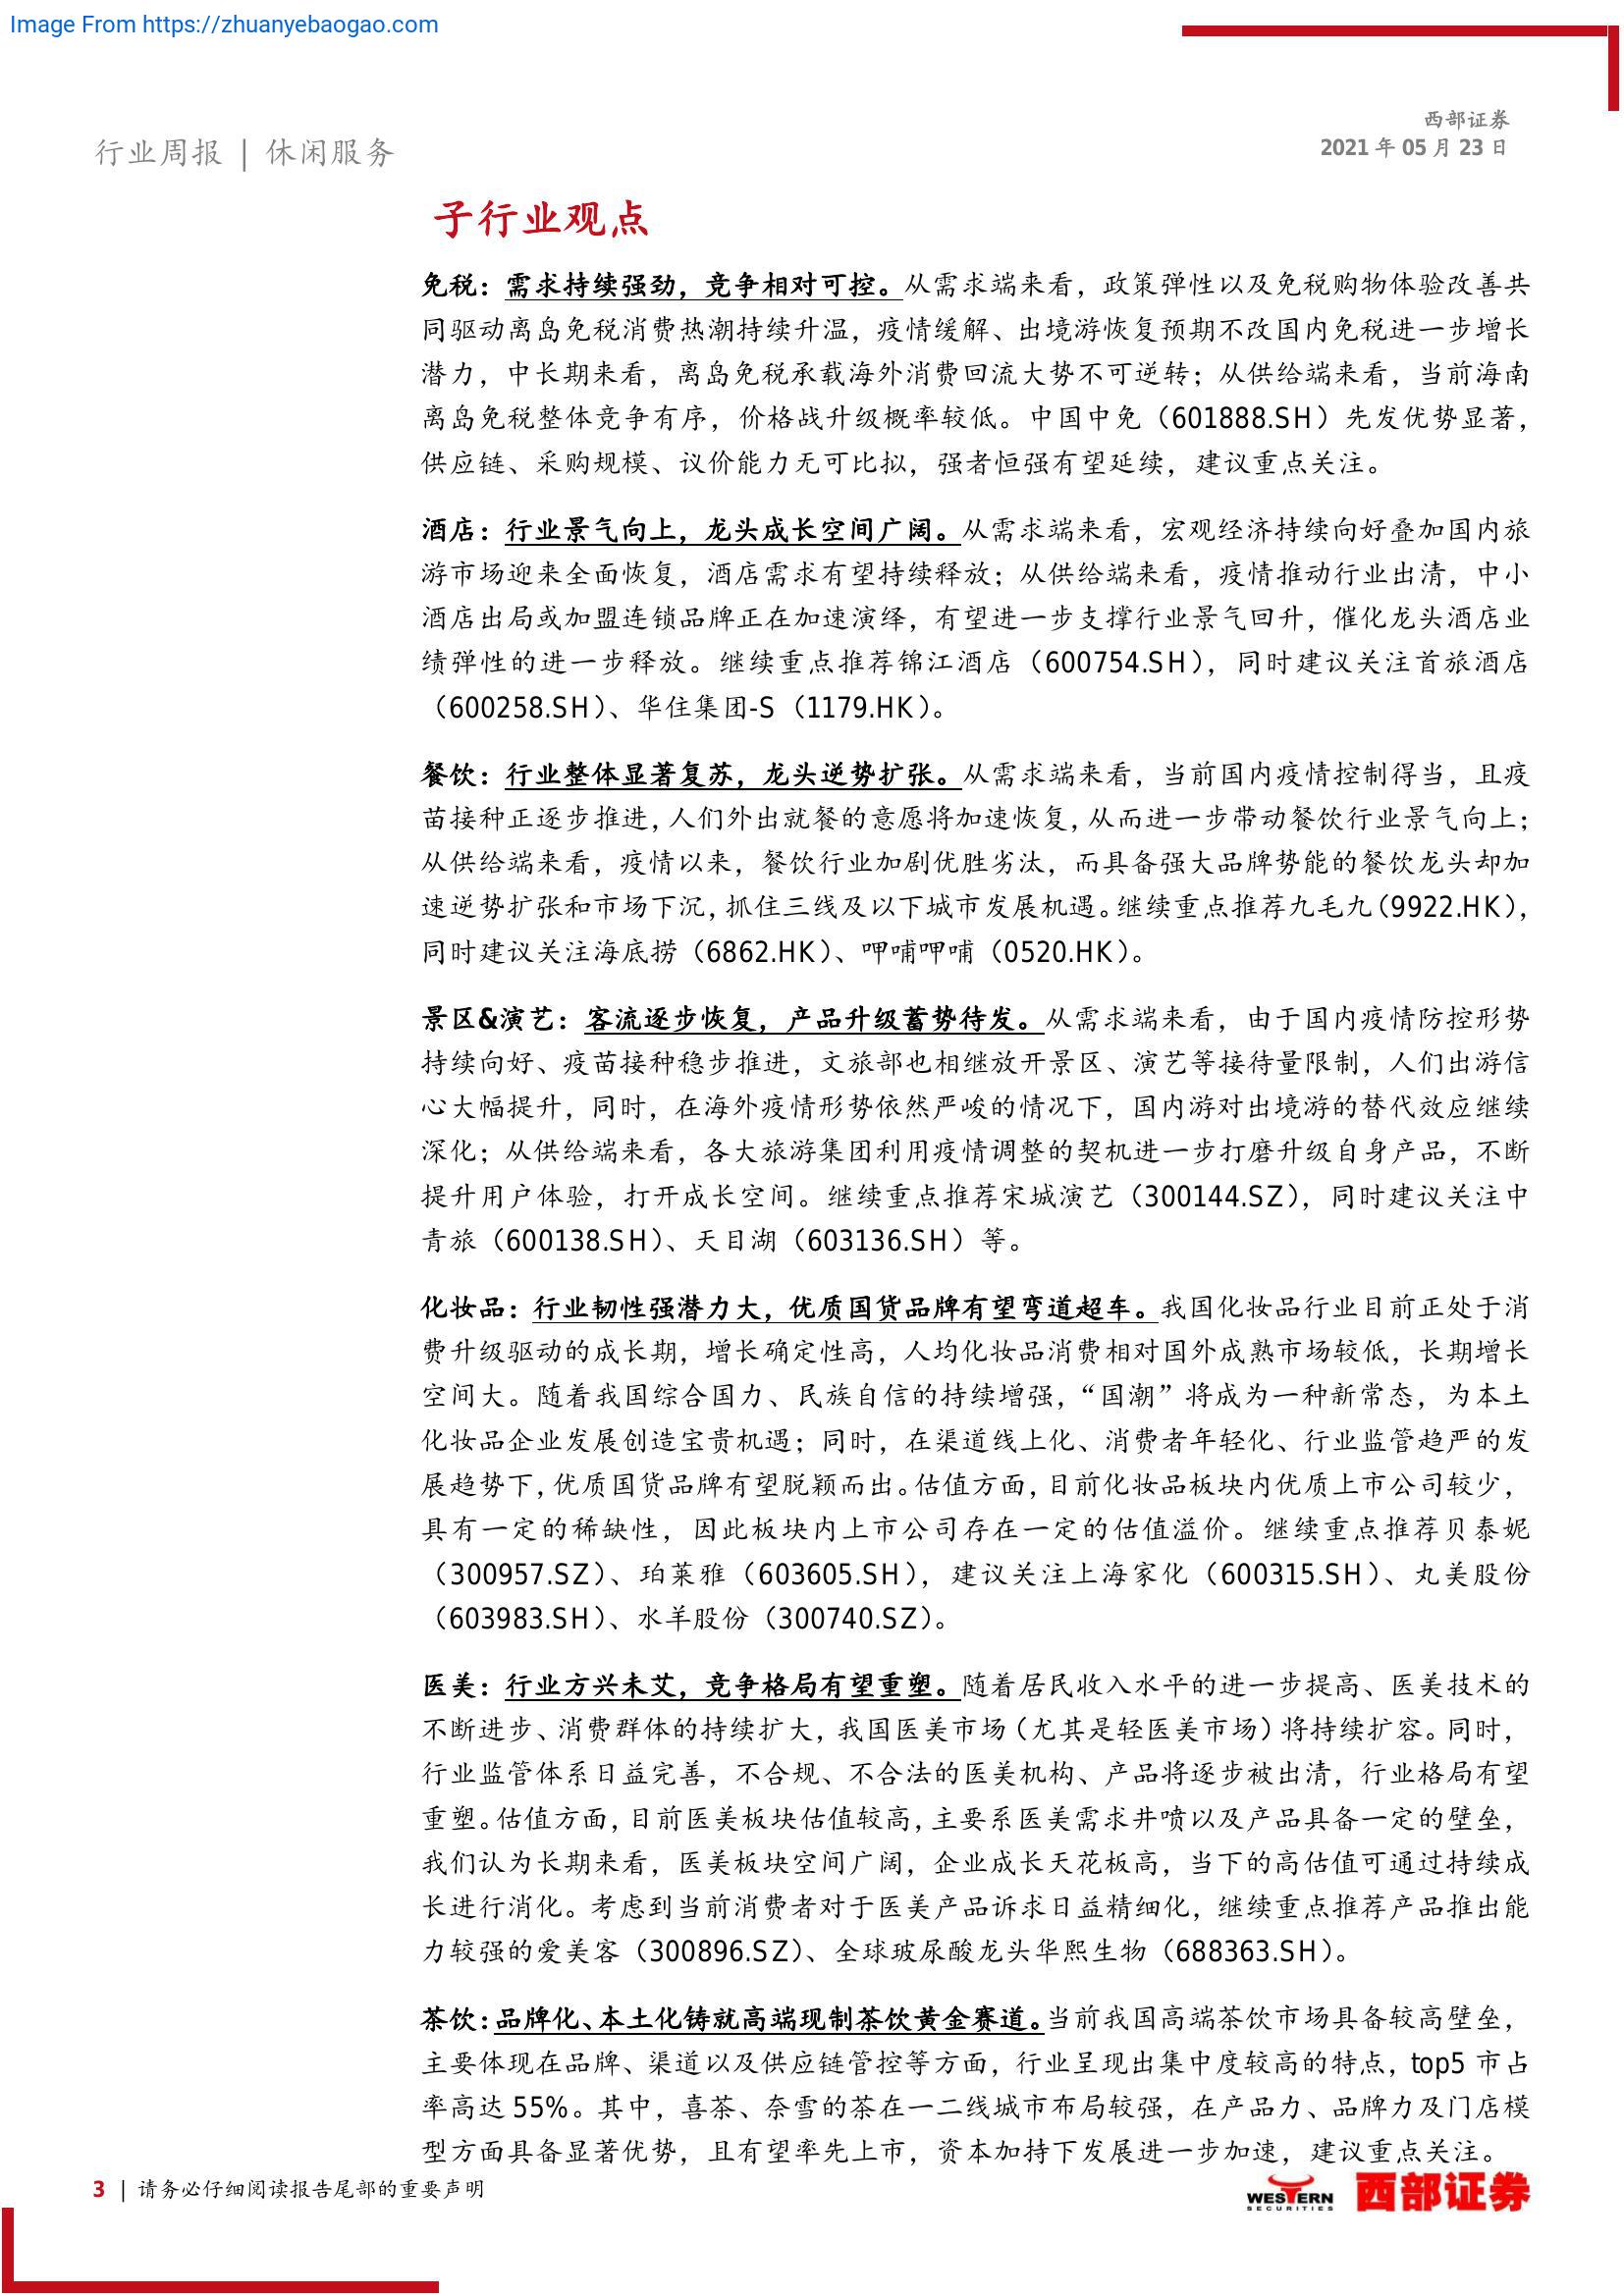 Image From https://zhuanyebaogao.com
行业周报 | 休闲服务
西部证券
2021 年 05 月 23 日
子行业观点
免税：需求持续强劲，竞争相对可控。从需求端来看，政策弹性以及免税购物体验改善共
同驱动离岛免税消费热潮持续升温，疫情缓解、出境游恢复预期不改国内免税进一步增长
潜力，中长期来看，离岛免税承载海外消费回流大势不可逆转；从供给端来看，当前海南
离岛免税整体竞争有序，价格战升级概率较低。中国中免（601888.SH）先发优势显著，
供应链、采购规模、议价能力无可比拟，强者恒强有望延续，建议重点关注。
酒店：行业景气向上，龙头成长空间广阔。从需求端来看，宏观经济持续向好叠加国内旅
游市场迎来全面恢复，酒店需求有望持续释放；从供给端来看，疫情推动行业出清，中小
酒店出局或加盟连锁品牌正在加速演绎，有望进一步支撑行业景气回升，催化龙头酒店业
绩弹性的进一步释放。继续重点推荐锦江酒店（600754.SH），同时建议关注首旅酒店
（600258.SH）、华住集团-S（1179.HK）。
餐饮：行业整体显著复苏，龙头逆势扩张。从需求端来看，当前国内疫情控制得当，且疫
苗接种正逐步推进，人们外出就餐的意愿将加速恢复，从而进一步带动餐饮行业景气向上；
从供给端来看，疫情以来，餐饮行业加剧优胜劣汰，而具备强大品牌势能的餐饮龙头却加
速逆势扩张和市场下沉，抓住三线及以下城市发展机遇。继续重点推荐九毛九（9922.HK），
同时建议关注海底捞（6862.HK）、呷哺呷哺（0520.HK）。
景区&演艺：客流逐步恢复，产品升级蓄势待发。从需求端来看，由于国内疫情防控形势
持续向好、疫苗接种稳步推进，文旅部也相继放开景区、演艺等接待量限制，人们出游信
心大幅提升，同时，在海外疫情形势依然严峻的情况下，国内游对出境游的替代效应继续
深化；从供给端来看，各大旅游集团利用疫情调整的契机进一步打磨升级自身产品，不断
提升用户体验，打开成长空间。继续重点推荐宋城演艺（300144.SZ），同时建议关注中
青旅（600138.SH）、天目湖（603136.SH）等。
化妆品：行业韧性强潜力大，优质国货品牌有望弯道超车。我国化妆品行业目前正处于消
费升级驱动的成长期，增长确定性高，人均化妆品消费相对国外成熟市场较低，长期增长
空间大。随着我国综合国力、民族自信的持续增强，“国潮”将成为一种新常态，为本土
化妆品企业发展创造宝贵机遇；同时，在渠道线上化、消费者年轻化、行业监管趋严的发
展趋势下，优质国货品牌有望脱颖而出。估值方面，目前化妆品板块内优质上市公司较少，
具有一定的稀缺性，因此板块内上市公司存在一定的估值溢价。继续重点推荐贝泰妮
（300957.SZ）、珀莱雅（603605.SH），建议关注上海家化（600315.SH）、丸美股份
（603983.SH）、水羊股份（300740.SZ）。
医美：行业方兴未艾，竞争格局有望重塑。随着居民收入水平的进一步提高、医美技术的
不断进步、消费群体的持续扩大，我国医美市场（尤其是轻医美市场）将持续扩容。同时，
行业监管体系日益完善，不合规、不合法的医美机构、产品将逐步被出清，行业格局有望
重塑。估值方面，目前医美板块估值较高，主要系医美需求井喷以及产品具备一定的壁垒，
我们认为长期来看，医美板块空间广阔，企业成长天花板高，当下的高估值可通过持续成
长进行消化。考虑到当前消费者对于医美产品诉求日益精细化，继续重点推荐产品推出能
力较强的爱美客（300896.SZ）、全球玻尿酸龙头华熙生物（688363.SH）。
茶饮：品牌化、本土化铸就高端现制茶饮黄金赛道。当前我国高端茶饮市场具备较高壁垒，
主要体现在品牌、渠道以及供应链管控等方面，行业呈现出集中度较高的特点，top5 市占
率高达 55%。其中，喜茶、奈雪的茶在一二线城市布局较强，在产品力、品牌力及门店模
型方面具备显著优势，且有望率先上市，资本加持下发展进一步加速，建议重点关注。
3 | 请务必仔细阅读报告尾部的重要声明
WESTERN
SECURITIES
西部证券